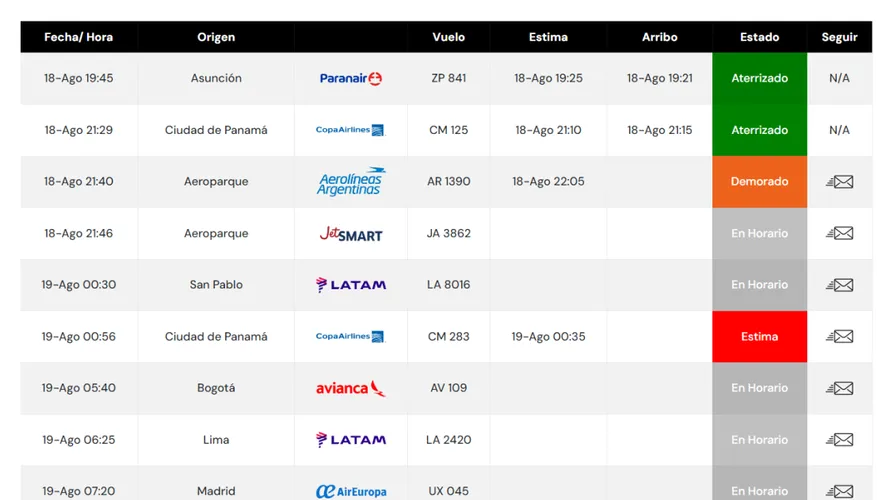 Fecha/ Hora Origen Vuelo Estima Arribo Estado Seguir
18-Ago 19:45 Asunción Paranair ZP 841 18-Ago 19:25 18-Ago 19:21 Aterrizado N/A
18-Ago 21:29 Ciudad de Panamá CopaAirlines CM 125 18-Ago 21:10 18-Ago 21:15 Aterrizado N/A
18-Ago 21:40 Aeroparque Aerolíneas Argentinas AR 1390 18-Ago 22:05 Demorado
18-Ago 21:46 Aeroparque JetSMART JA 3862 En Horario
19-Ago 00:30 San Pablo LATAM LA 8016 En Horario
19-Ago 00:56 Ciudad de Panamá CopaAirlines CM 283 19-Ago 00:35 Estima
19-Ago 05:40 Bogotá avianca AV 109 En Horario
19-Ago 06:25 Lima LATAM LA 2420 En Horario
19-Ago 07:20 Madrid AirEuropa UX 045 En Horario